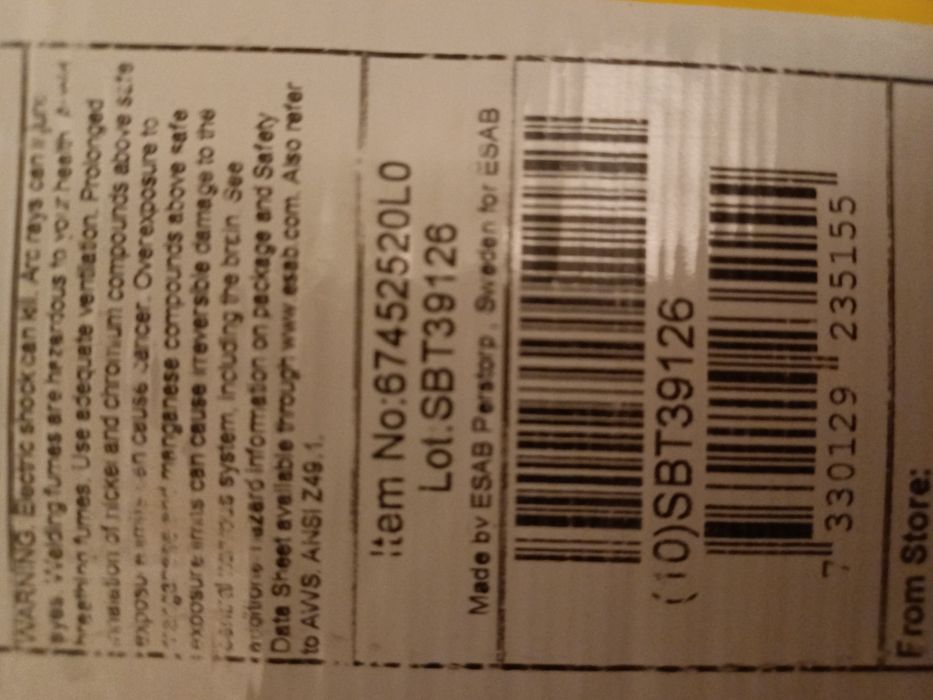 WARNING. Electric shock can kill. Arc rays can injure
eyes. Welding fumes are hazardous to your health. Avoid
breathing fumes. Use adequate ventilation. Prolonged
inhalation of nickel and chromium compounds above safe
exposure limits can cause cancer. Overexposure to
manganese and manganese compounds above safe
exposure limits can cause irreversible damage to the
central nervous system, including the brain. See
additional hazard information on package and Safety
Data Sheet available through www.esab.com. Also refer
to AWS. ANSI Z49.1.
Item No:67452520L0
Lot.SBT39126
Made by ESAB Perstorp, Sweden for ESAB
(10)SBT39126
7 330129 235155
From Store: